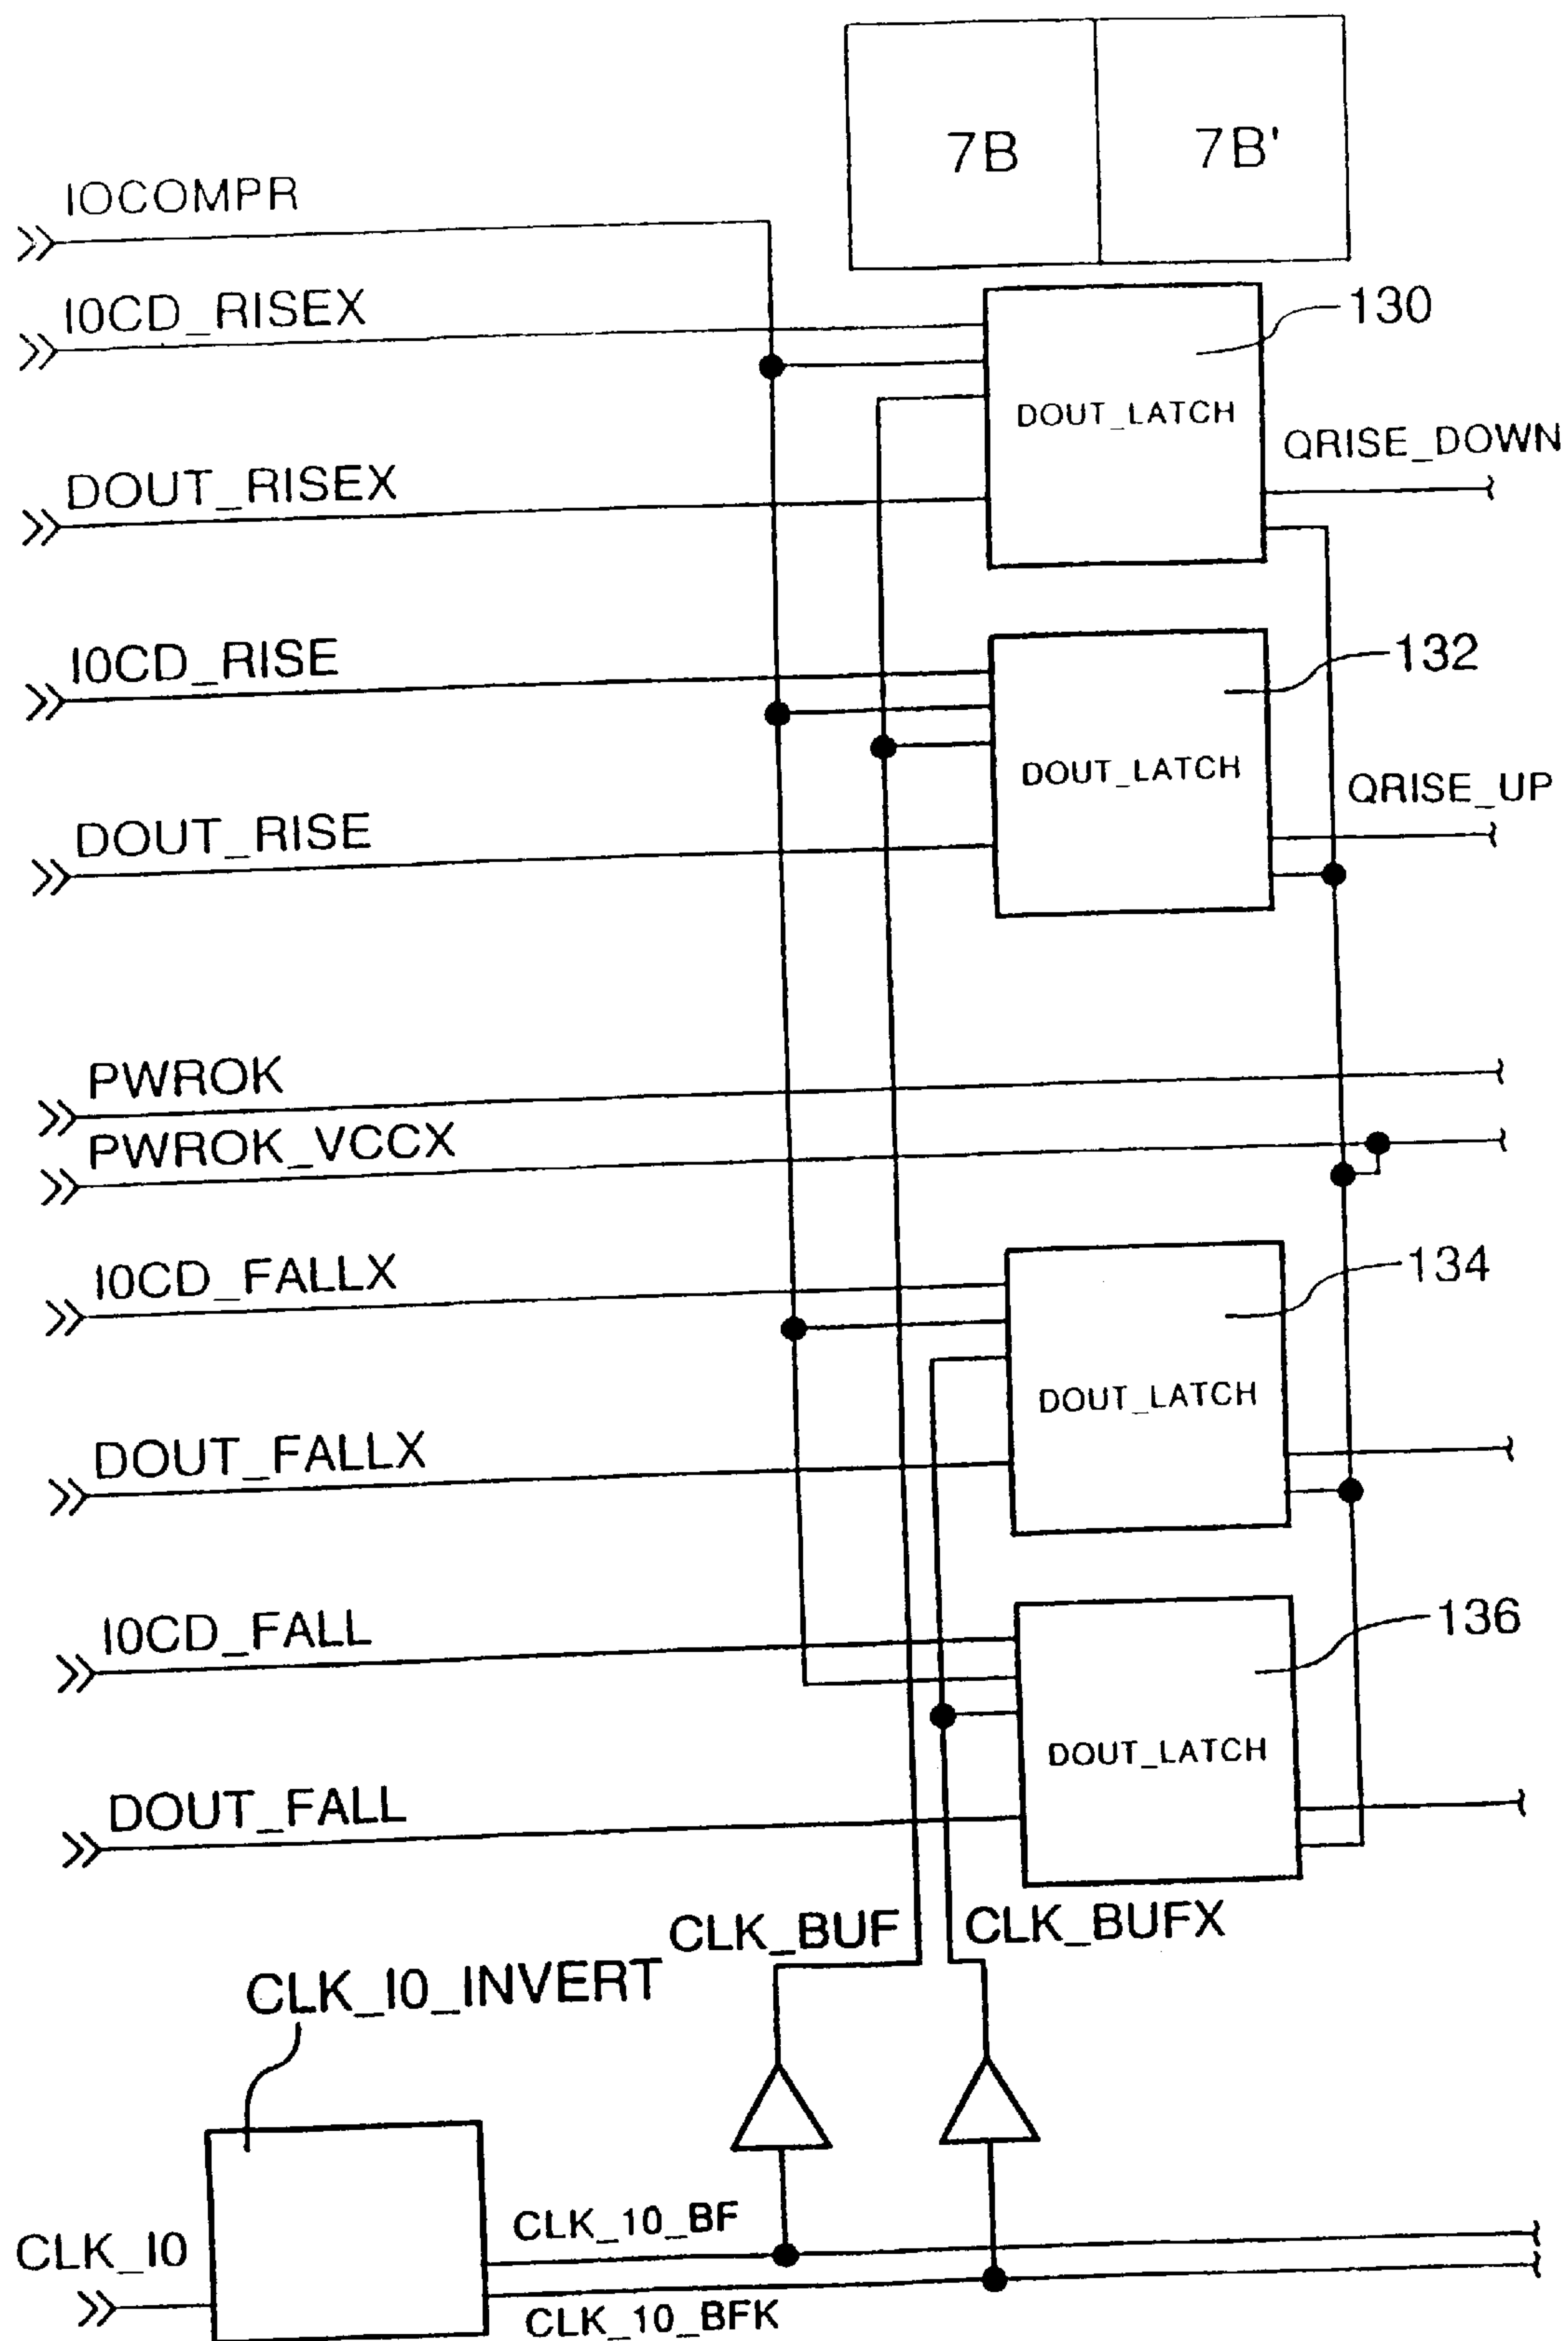 7B
7B'
IOCOMPR
I0CD_RISEX
130
DOUT_LATCH
QRISE_DOWN
DOUT_RISEX
I0CD_RISE
132
DOUT_LATCH
QRISE_UP
DOUT_RISE
PWROK
PWROK_VCCX
I0CD_FALLX
134
DOUT_LATCH
DOUT_FALLX
I0CD_FALL
136
DOUT_LATCH
DOUT_FALL
CLK_BUF
CLK_BUFX
CLK_I0_INVERT
CLK_10_BF
CLK_I0
CLK_10_BFK